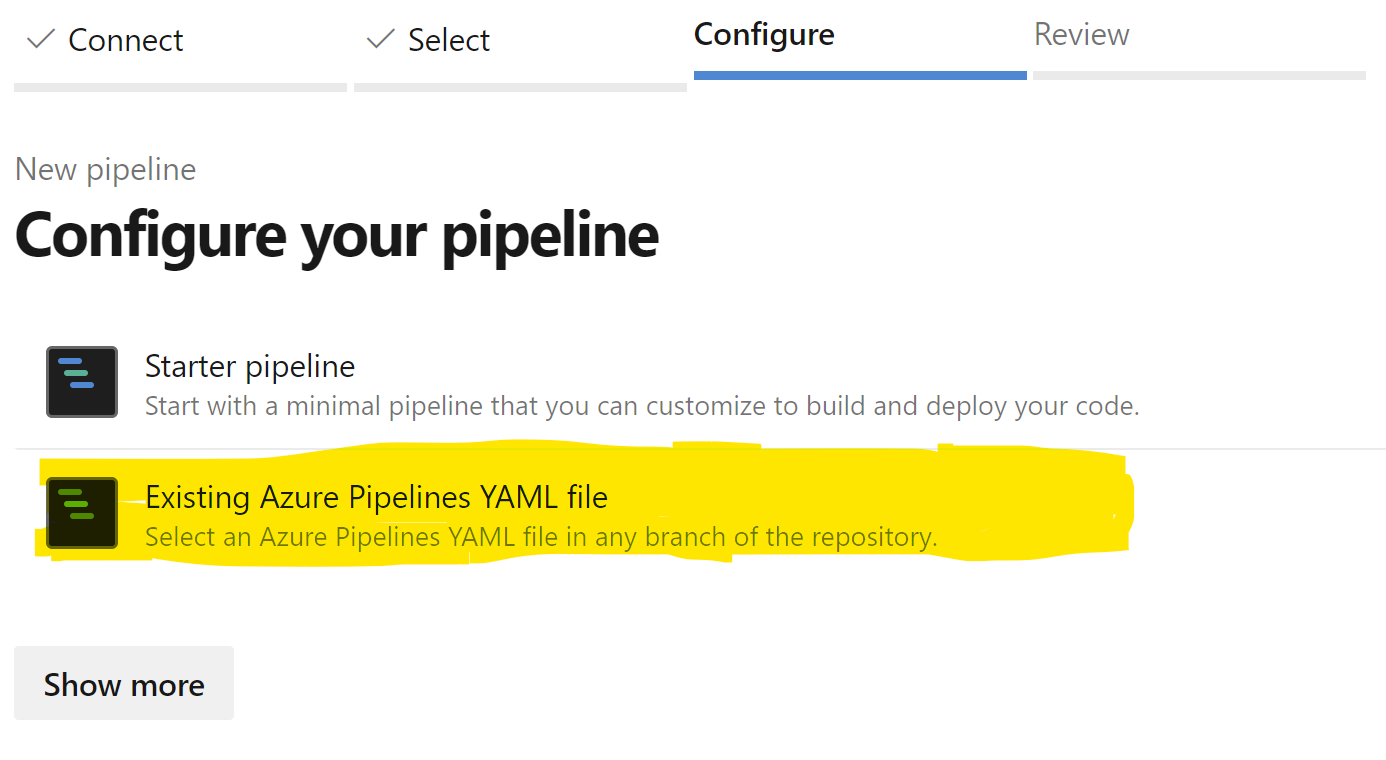 Connect
Select
Configure
Review
New pipeline
Configure your pipeline
Starter pipeline
Start with a minimal pipeline that you can customize to build and deploy your code.
Existing Azure Pipelines YAML file
Select an Azure Pipelines YAML file in any branch of the repository.
Show more